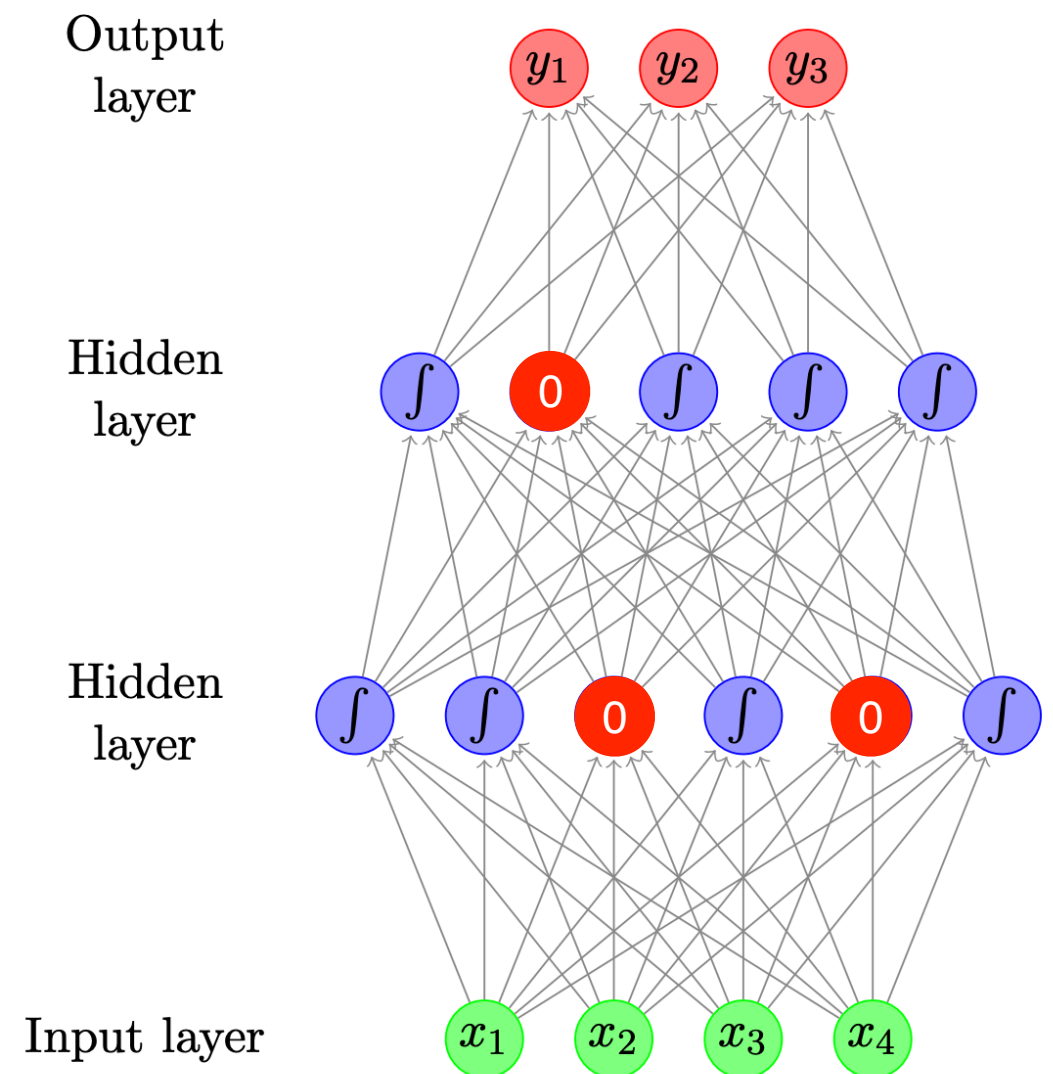 Output
layer
y1 y2 y3
Hidden
layer
∫ 0 ∫ ∫ ∫
Hidden
layer
∫ ∫ 0 ∫ 0 ∫
Input layer
x1 x2 x3 x4